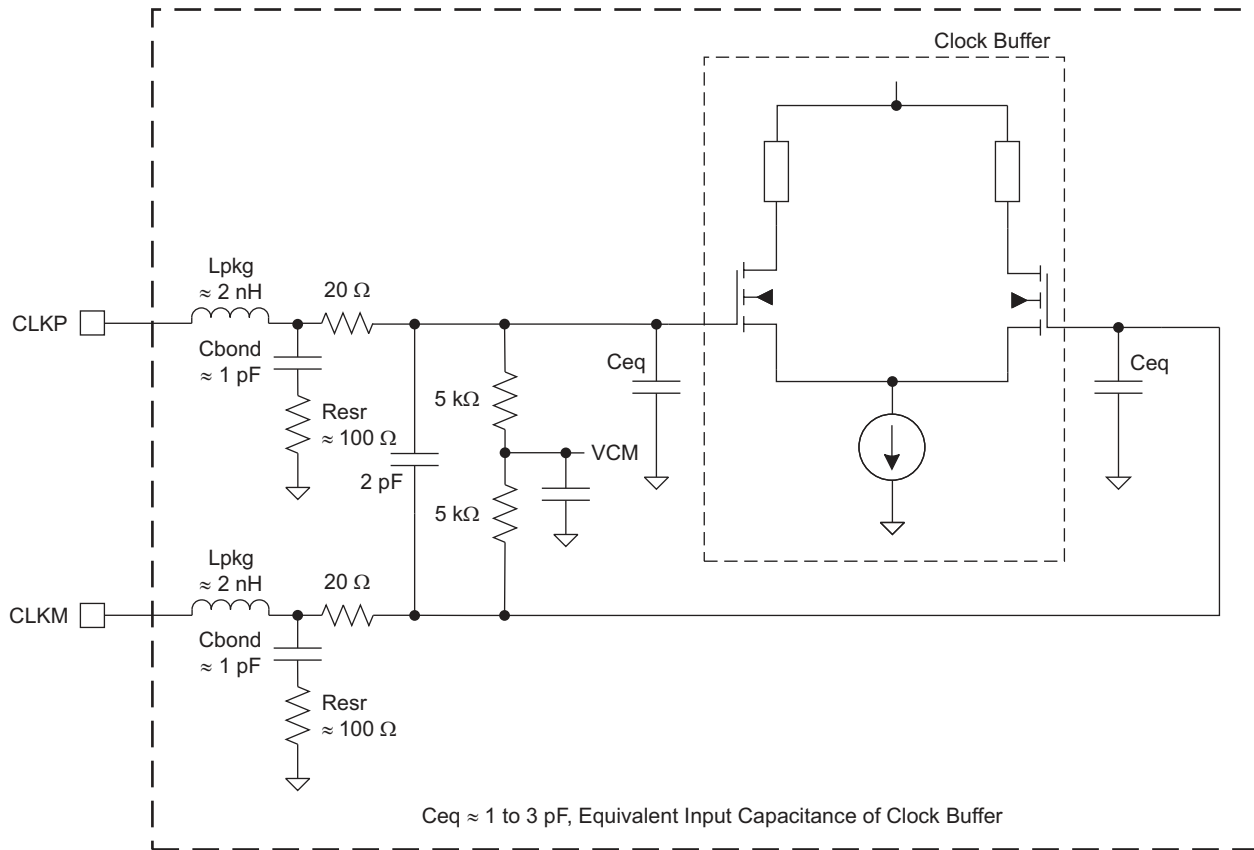 Clock Buffer
Lpkg
≈ 2 nH
20 Ω
CLKP
Cbond
≈ 1 pF
Resr
≈ 100 Ω
2 pF
5 kΩ
VCM
5 kΩ
Ceq
Ceq
Lpkg
≈ 2 nH
20 Ω
CLKM
Cbond
≈ 1 pF
Resr
≈ 100 Ω
Ceq ≈ 1 to 3 pF, Equivalent Input Capacitance of Clock Buffer